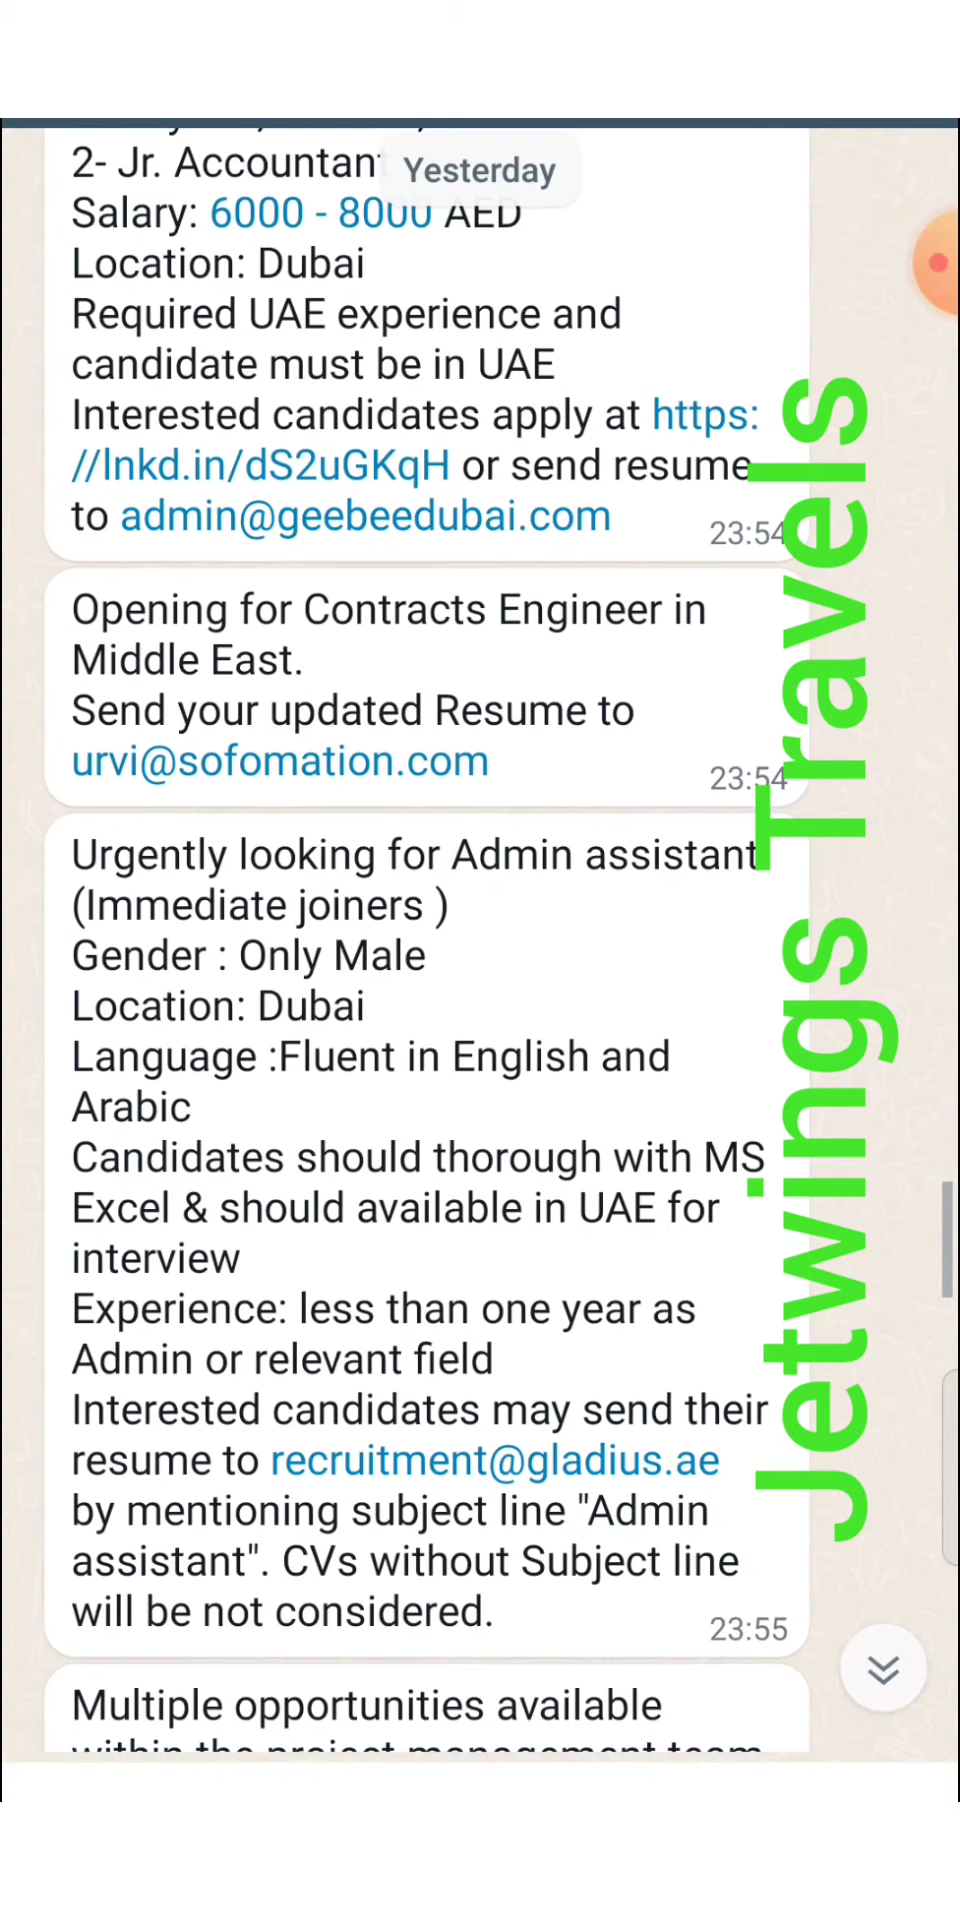 2- Jr. Accountant
Yesterday
Salary: 6000 - 8000 AED
Location: Dubai
Required UAE experience and
candidate must be in UAE
Interested candidates apply at https:
//lnkd.in/dS2uGKqH or send resume
to admin@geebeedubai.com
23:54
Opening for Contracts Engineer in
Middle East.
Send your updated Resume to
urvi@sofomation.com
23:54
Urgently looking for Admin assistant
(Immediate joiners )
Gender : Only Male
Location: Dubai
Language :Fluent in English and
Arabic
Candidates should thorough with MS
Excel & should available in UAE for
interview
Experience: less than one year as
Admin or relevant field
Interested candidates may send their
resume to recruitment@gladius.ae
by mentioning subject line "Admin
assistant". CVs without Subject line
will be not considered.
23:55
Multiple opportunities available
within the project management team
Jetwings Travels